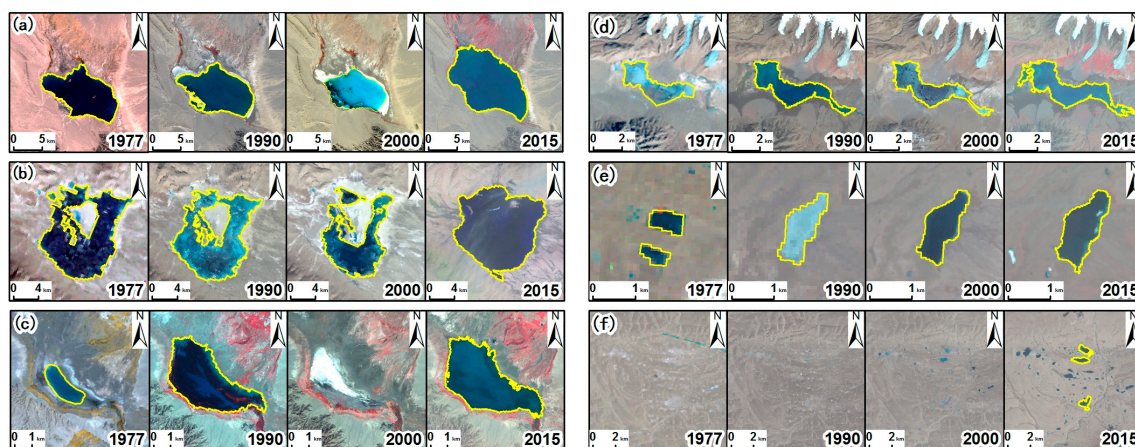 (a) N N N N
0 5 km 1977 0 5 km 1990 0 5 km 2000 0 5 km 2015
(b) N N N N
0 4 km 1977 0 4 km 1990 0 4 km 2000 0 4 km 2015
(c) N N N N
0 1 km 1977 0 1 km 1990 0 1 km 2000 0 1 km 2015
(d) N N N N
0 2 km 1977 0 2 km 1990 0 2 km 2000 0 2 km 2015
(e) N N N N
0 1 km 1977 0 1 km 1990 0 1 km 2000 0 1 km 2015
(f) N N N N
0 1 km 1977 0 1 km 1990 0 1 km 2000 0 1 km 2015